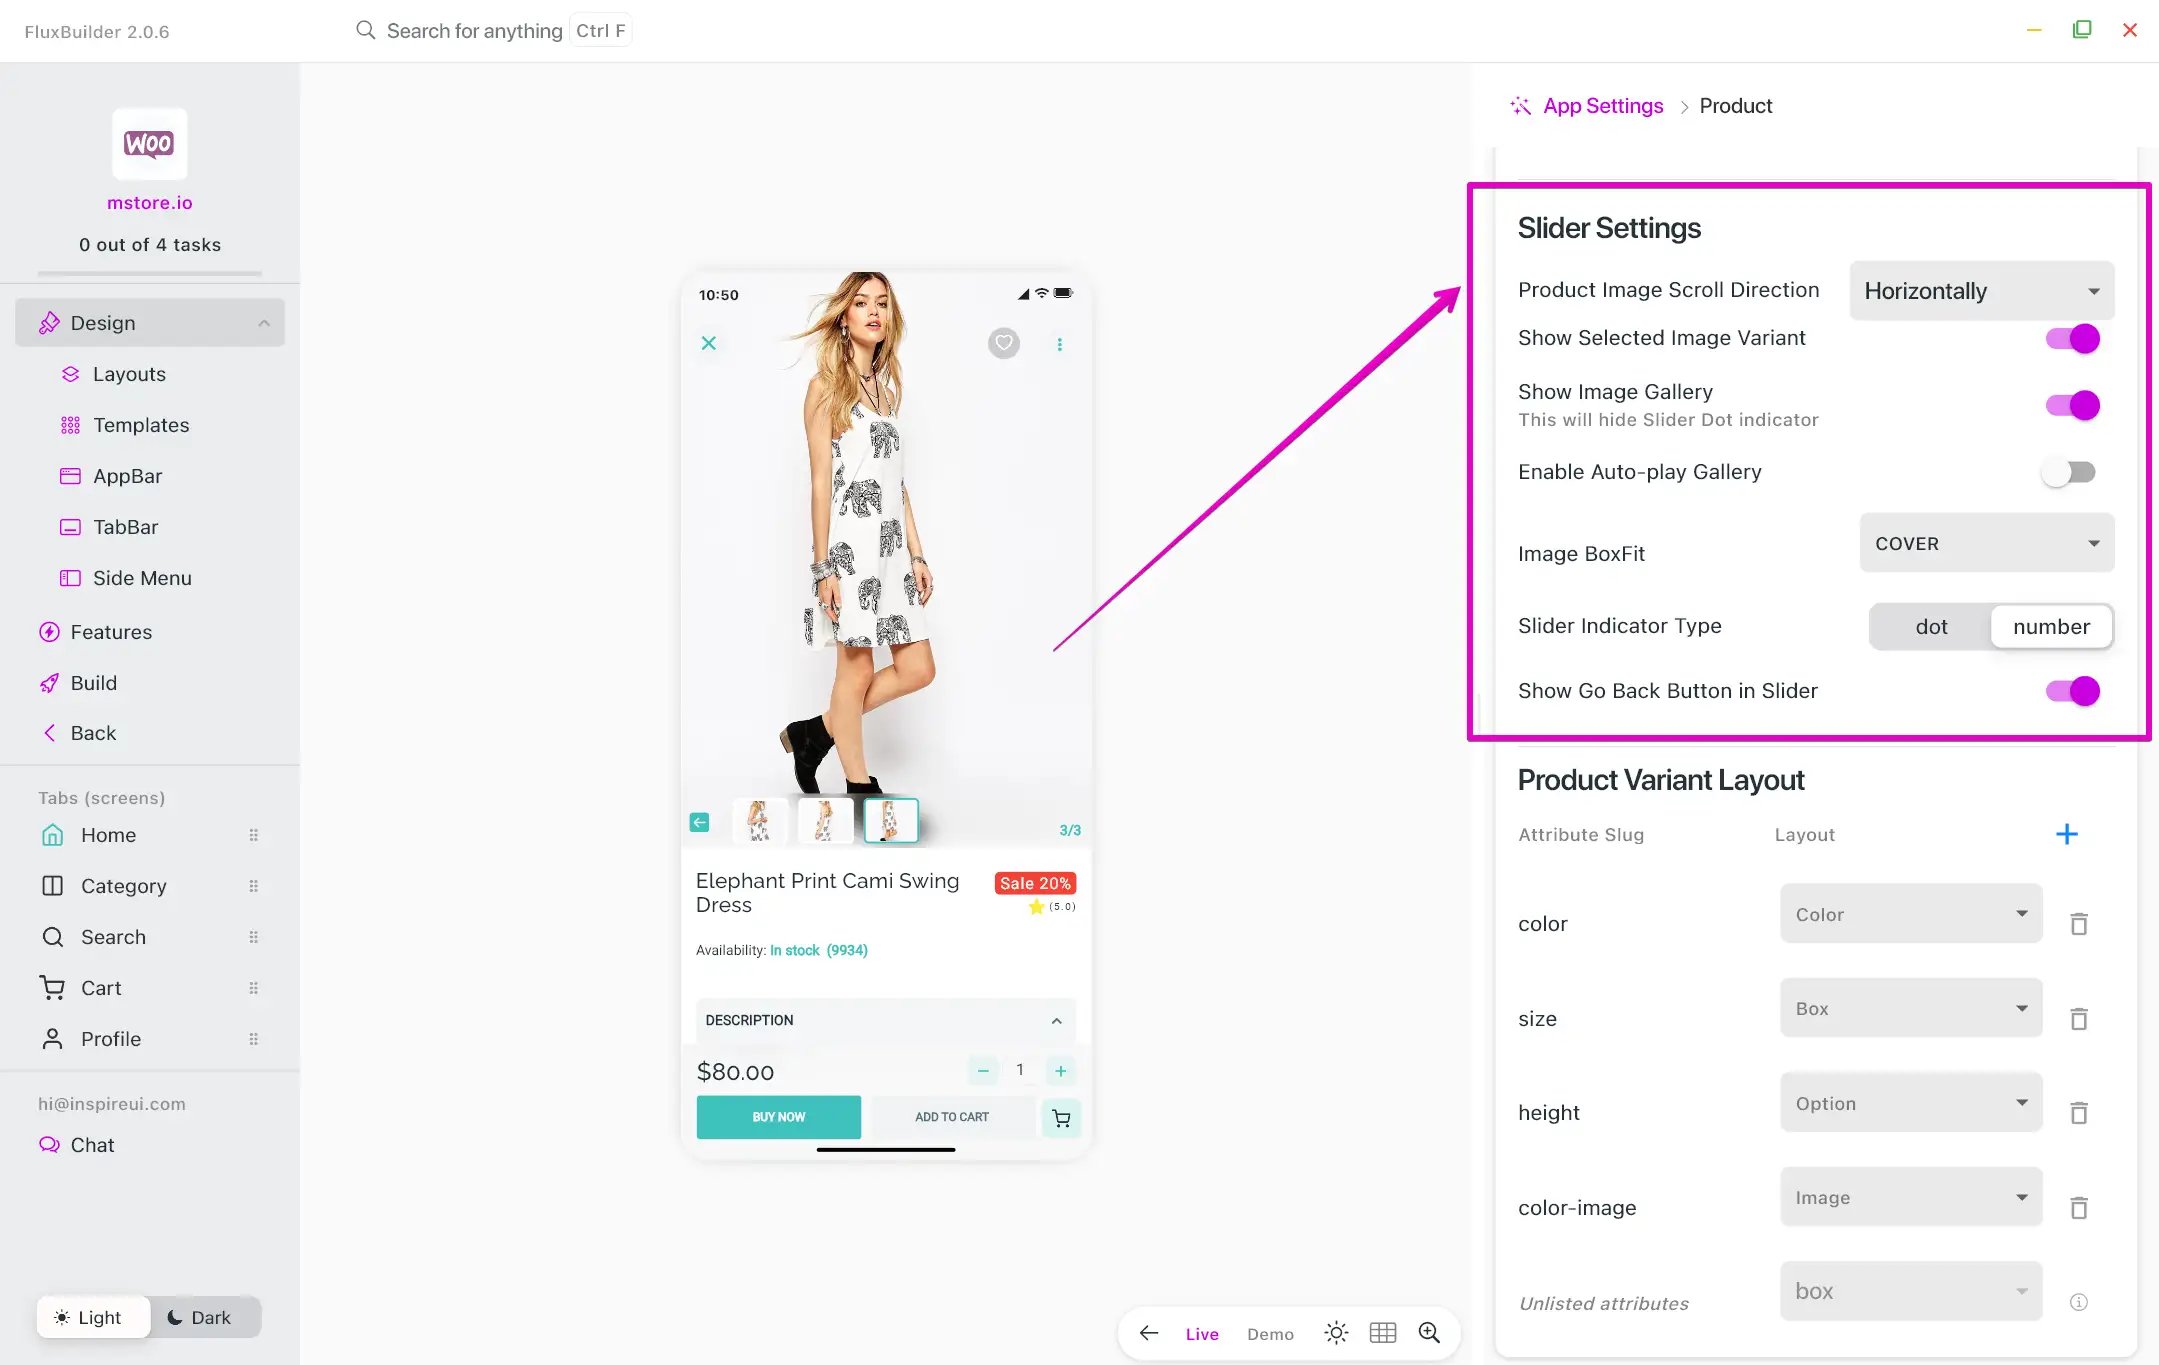 FluxBuilder 2.0.6
Search for anything Ctrl F
WOO
mstore.io
0 out of 4 tasks
Design
Layouts
Templates
AppBar
TabBar
Side Menu
Features
Build
Back
Tabs (screens)
Home
Category
Search
Cart
Profile
hi@inspireui.com
Chat
Light Dark
10:50
3/3
Elephant Print Cami Swing
Dress
Sale 20%
(5.0)
Availability: In stock (9934)
DESCRIPTION
$80.00
1
BUY NOW
ADD TO CART
Live Demo
App Settings > Product
Slider Settings
Product Image Scroll Direction Horizontally
Show Selected Image Variant
Show Image Gallery
This will hide Slider Dot indicator
Enable Auto-play Gallery
Image BoxFit COVER
Slider Indicator Type dot number
Show Go Back Button in Slider
Product Variant Layout
Attribute Slug Layout
color Color
size Box
height Option
color-image Image
Unlisted attributes box